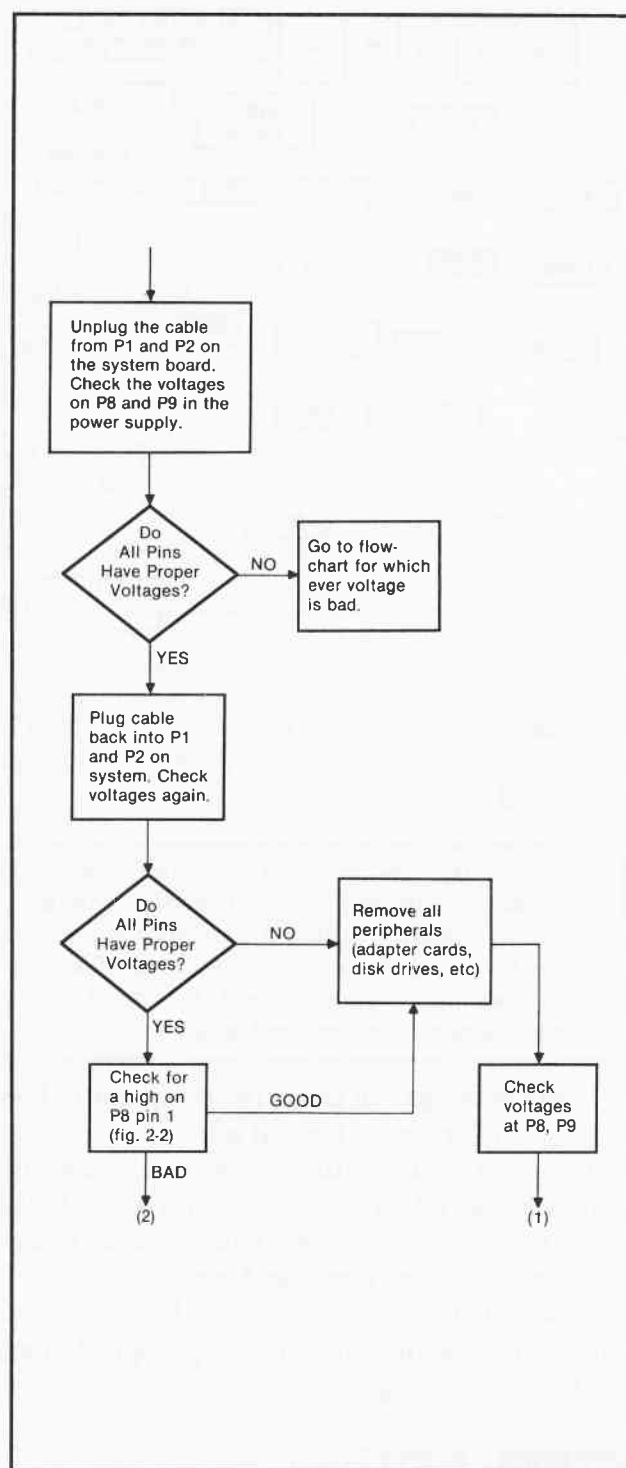 Unplug the cable
from P1 and P2 on
the system board.
Check the voltages
on P8 and P9 in the
power supply.
Do
All Pins
Have Proper
Voltages?
NO
Go to flow-
chart for which
ever voltage
is bad.
YES
Plug cable
back into P1
and P2 on
system. Check
voltages again.
Do
All Pins
Have Proper
Voltages?
NO
Remove all
peripherals
(adapter cards,
disk drives, etc)
YES
Check for
a high on
P8 pin 1
(fig. 2-2)
GOOD
Check
voltages
at P8, P9
BAD
(2)
(1)